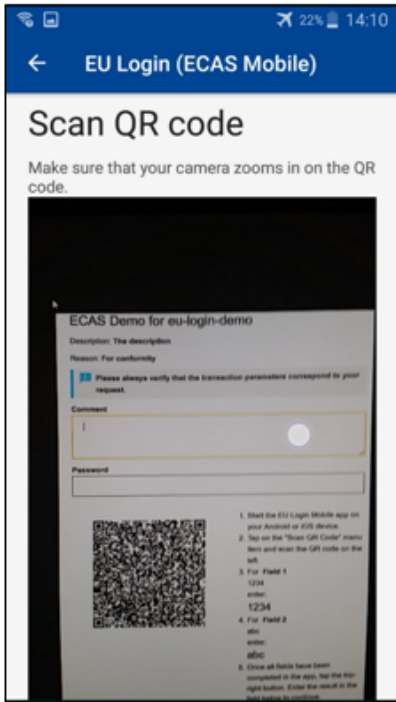 22% 14:10
EU Login (ECAS Mobile)
Scan QR code
Make sure that your camera zooms in on the QR
code.
ECAS Demo for eu-login-demo
Description: The description
Reason: For conformity
Please always verify that the transaction parameters correspond to your
request.
Comment
Password
1. Start the EU Login Mobile app on
your Android or iOS device.
2. Tap on the "Scan QR Code" menu
item and scan the QR code on the
left.
3. For Field 1
1234
enter:
1234
4. For Field 2
abc
enter:
abc
5. Once all fields have been
completed in the app, tap the top-
right button. Enter the result in the
field below to continue.